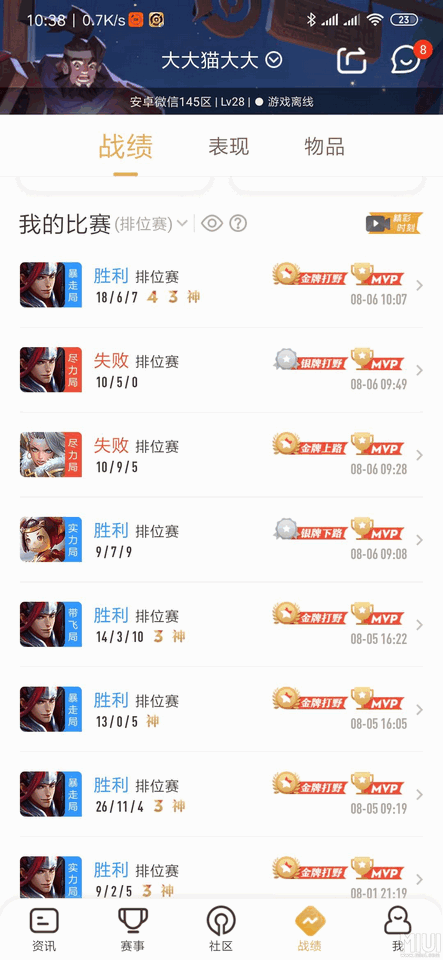 10:38 | 0.7K/s 23
大大猫大大 8
安卓微信145区 | Lv28 | 游戏离线
战绩 表现 物品
我的比赛 (排位赛) 精彩时刻
暴走局 胜利 排位赛 金牌打野 MVP
18/6/7 4 3 神 08-06 10:07
尽力局 失败 排位赛 银牌打野 MVP
10/5/0 08-06 09:49
尽力局 失败 排位赛 金牌上路 MVP
10/9/5 08-06 09:28
实力局 胜利 排位赛 银牌下路 MVP
9/7/9 08-06 09:08
带飞局 胜利 排位赛 金牌打野 MVP
14/3/10 3 神 08-05 16:22
暴走局 胜利 排位赛 金牌打野 MVP
13/0/5 神 08-05 16:05
暴走局 胜利 排位赛 金牌打野 MVP
26/11/4 3 神 08-05 09:19
实力局 胜利 排位赛 金牌打野 MVP
9/2/5 3 神 08-01 21:19
资讯 赛事 社区 战绩 我
MIUI